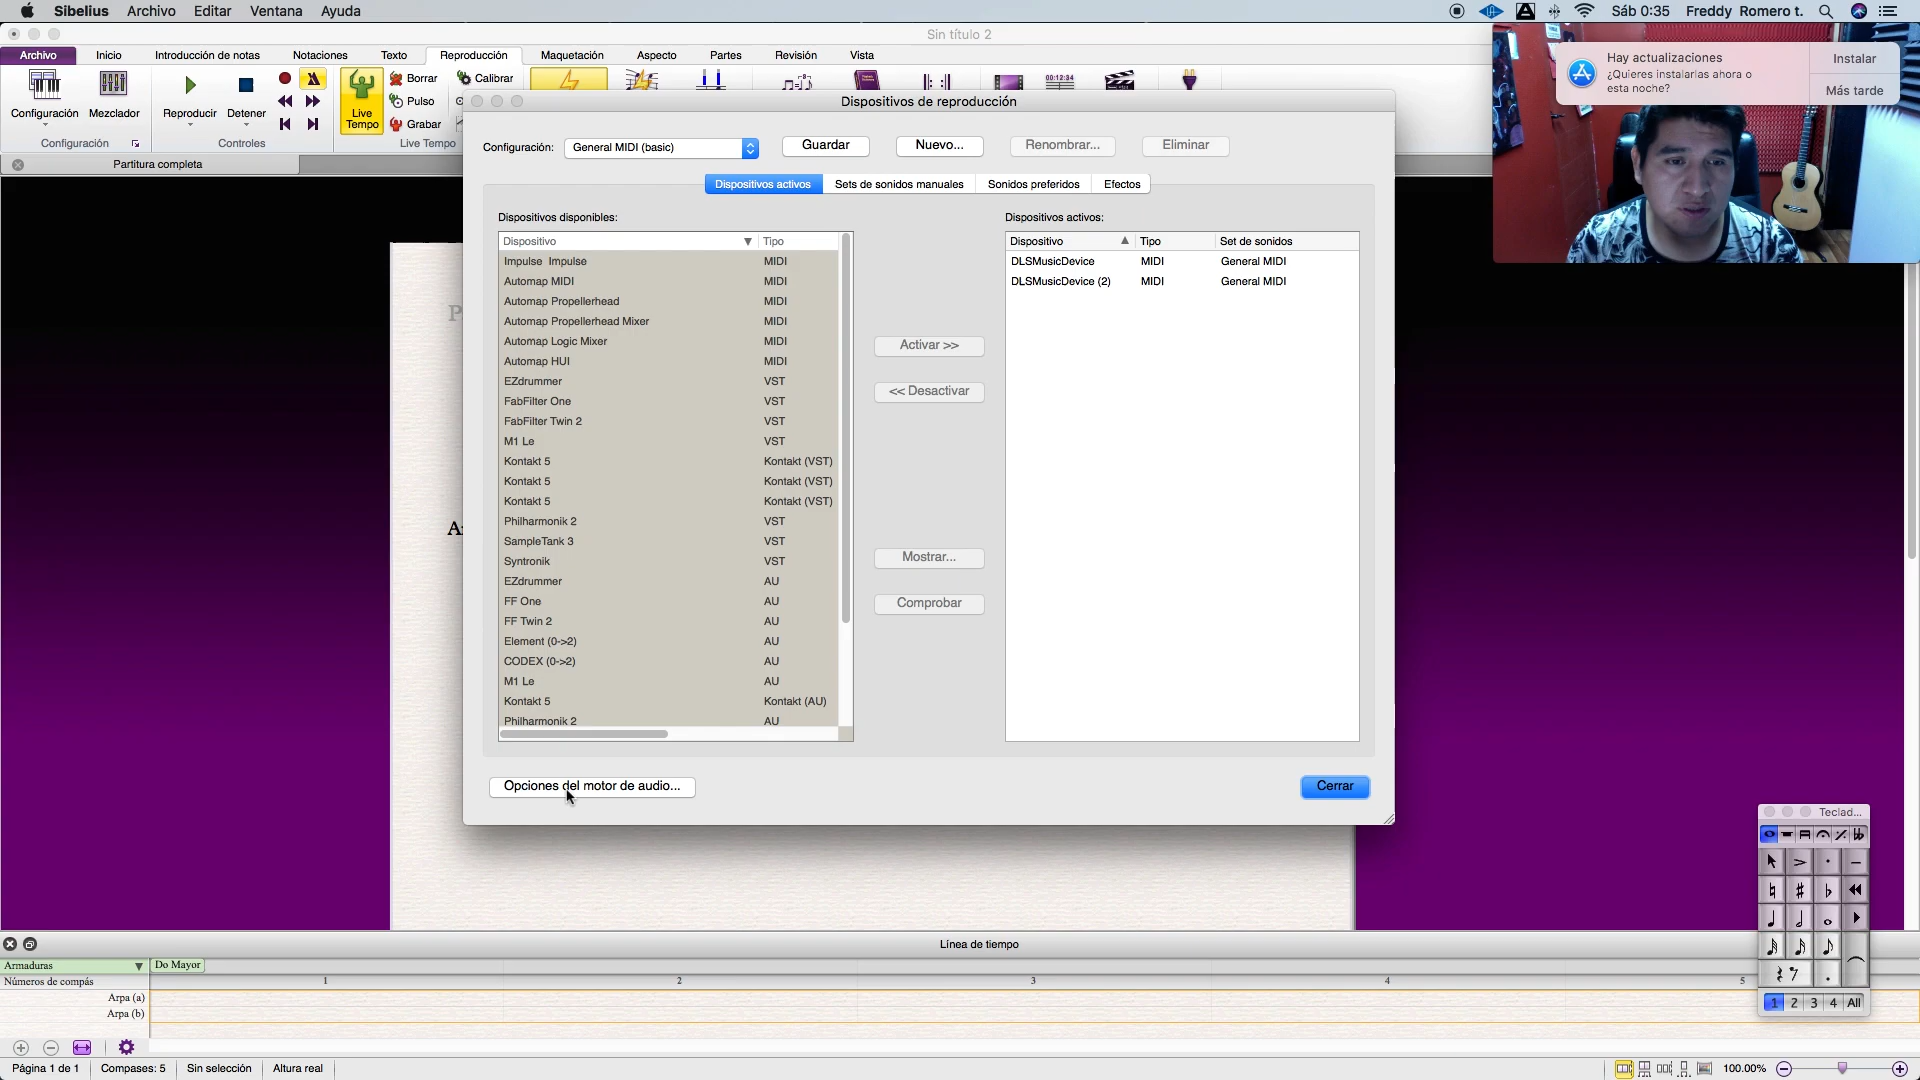 Sibelius Archivo Editar Ventana Ayuda
Sáb 0:35 Freddy Romero t.
Sin título 2
Archivo Inicio Introducción de notas Notaciones Texto Reproducción Maquetación Aspecto Partes Revisión Vista
Hay actualizaciones
¿Quieres instalarlas ahora o
esta noche?
Instalar
Más tarde
Configuración
Mezclador
Reproducir
Detener
Live
Tempo
Borrar
Pulso
Grabar
Calibrar
00:12:34
Configuración
Controles
Live Tempo
Partitura completa
Dispositivos de reproducción
Configuración: General MIDI (basic) Guardar Nuevo... Renombrar... Eliminar
Dispositivos activos Sets de sonidos manuales Sonidos preferidos Efectos
Dispositivos disponibles:
Dispositivo Tipo
Impulse Impulse MIDI
Automap MIDI MIDI
Automap Propellerhead MIDI
Automap Propellerhead Mixer MIDI
Automap Logic Mixer MIDI
Automap HUI MIDI
EZdrummer VST
FabFilter One VST
FabFilter Twin 2 VST
M1 Le VST
Kontakt 5 Kontakt (VST)
Kontakt 5 Kontakt (VST)
Kontakt 5 Kontakt (VST)
Philharmonik 2 VST
SampleTank 3 VST
Syntronik VST
EZdrummer AU
FF One AU
FF Twin 2 AU
Element (0->2) AU
CODEX (0->2) AU
M1 Le AU
Kontakt 5 Kontakt (AU)
Philharmonik 2 AU
Activar >>
<< Desactivar
Mostrar...
Comprobar
Dispositivos activos:
Dispositivo Tipo Set de sonidos
DLSMusicDevice MIDI General MIDI
DLSMusicDevice (2) MIDI General MIDI
Opciones del motor de audio...
Cerrar
Teclad...
1 2 3 4 All
Línea de tiempo
Armaduras Do Mayor
Números de compás 1 2 3 4 5
Arpa (a)
Arpa (b)
Página 1 de 1 Compases: 5 Sin selección Altura real
100.00%